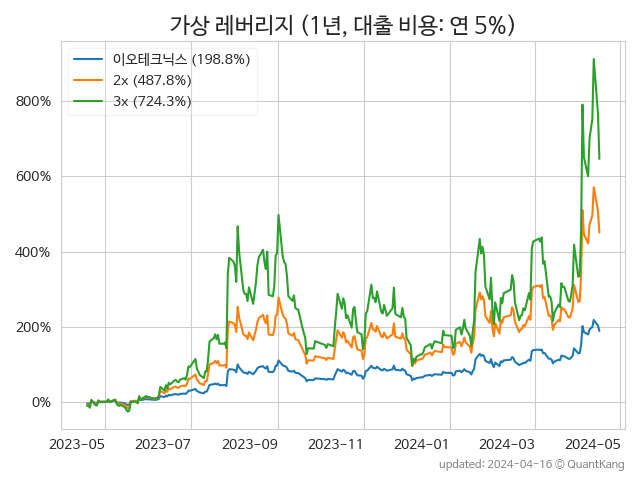 가상 레버리지 (1년, 대출 비용: 연 5%)
이오테크닉스 (198.8%)
2x (487.8%)
3x (724.3%)
800%
600%
400%
200%
0%
2023-05 2023-07 2023-09 2023-11 2024-01 2024-03 2024-05
updated: 2024-04-16 © QuantKang